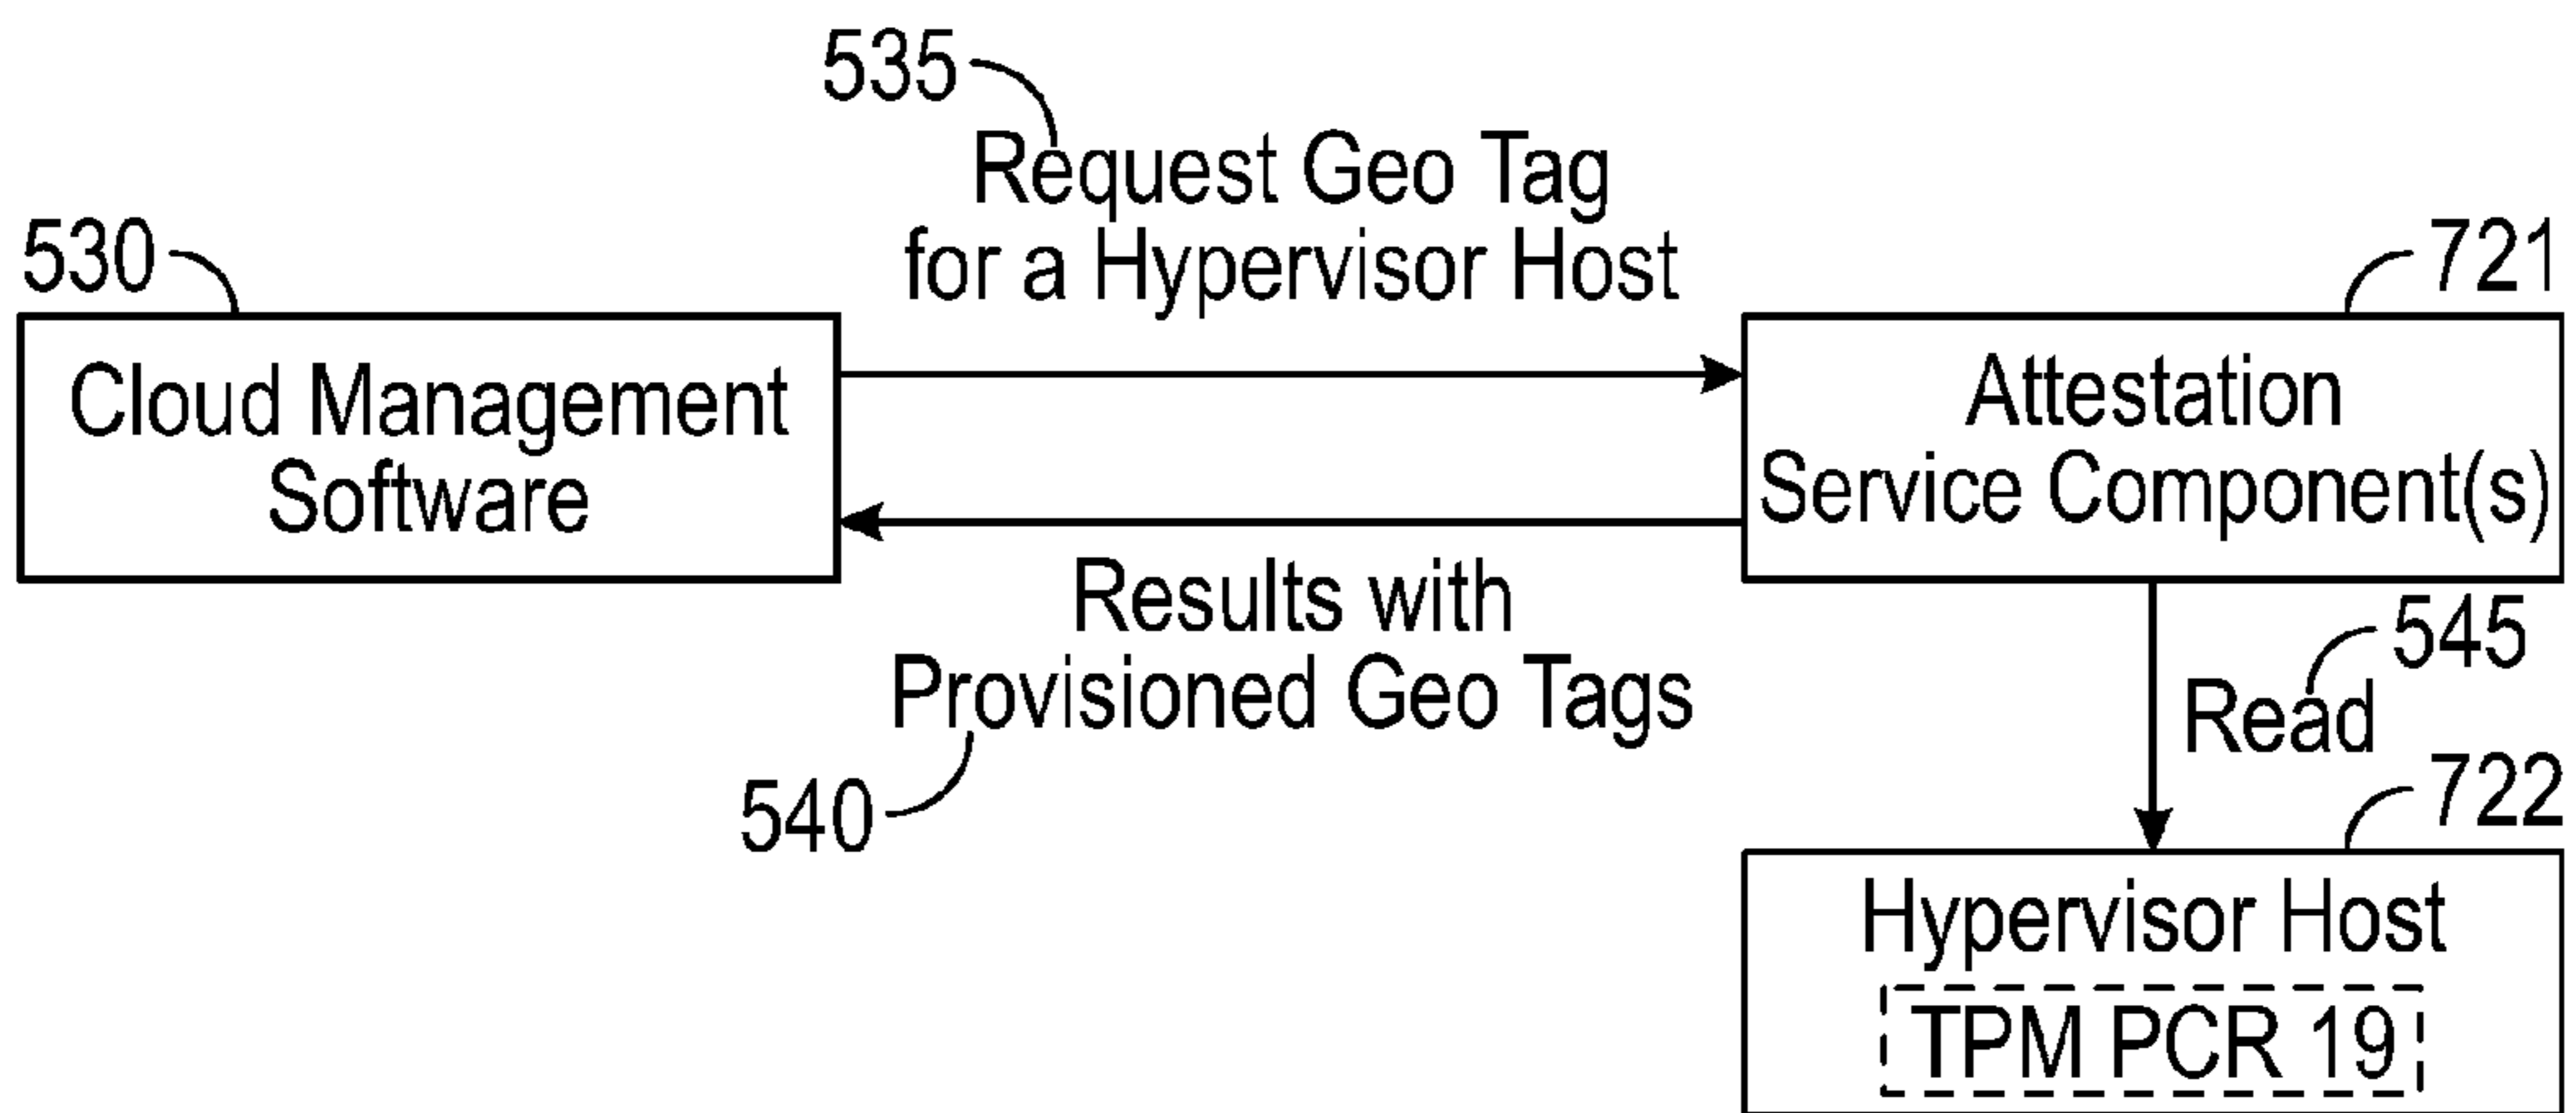 535
Request Geo Tag
for a Hypervisor Host
530
721
Cloud Management
Software
Attestation
Service Component(s)
Results with
Provisioned Geo Tags
540
545
Read
722
Hypervisor Host
TPM PCR 19